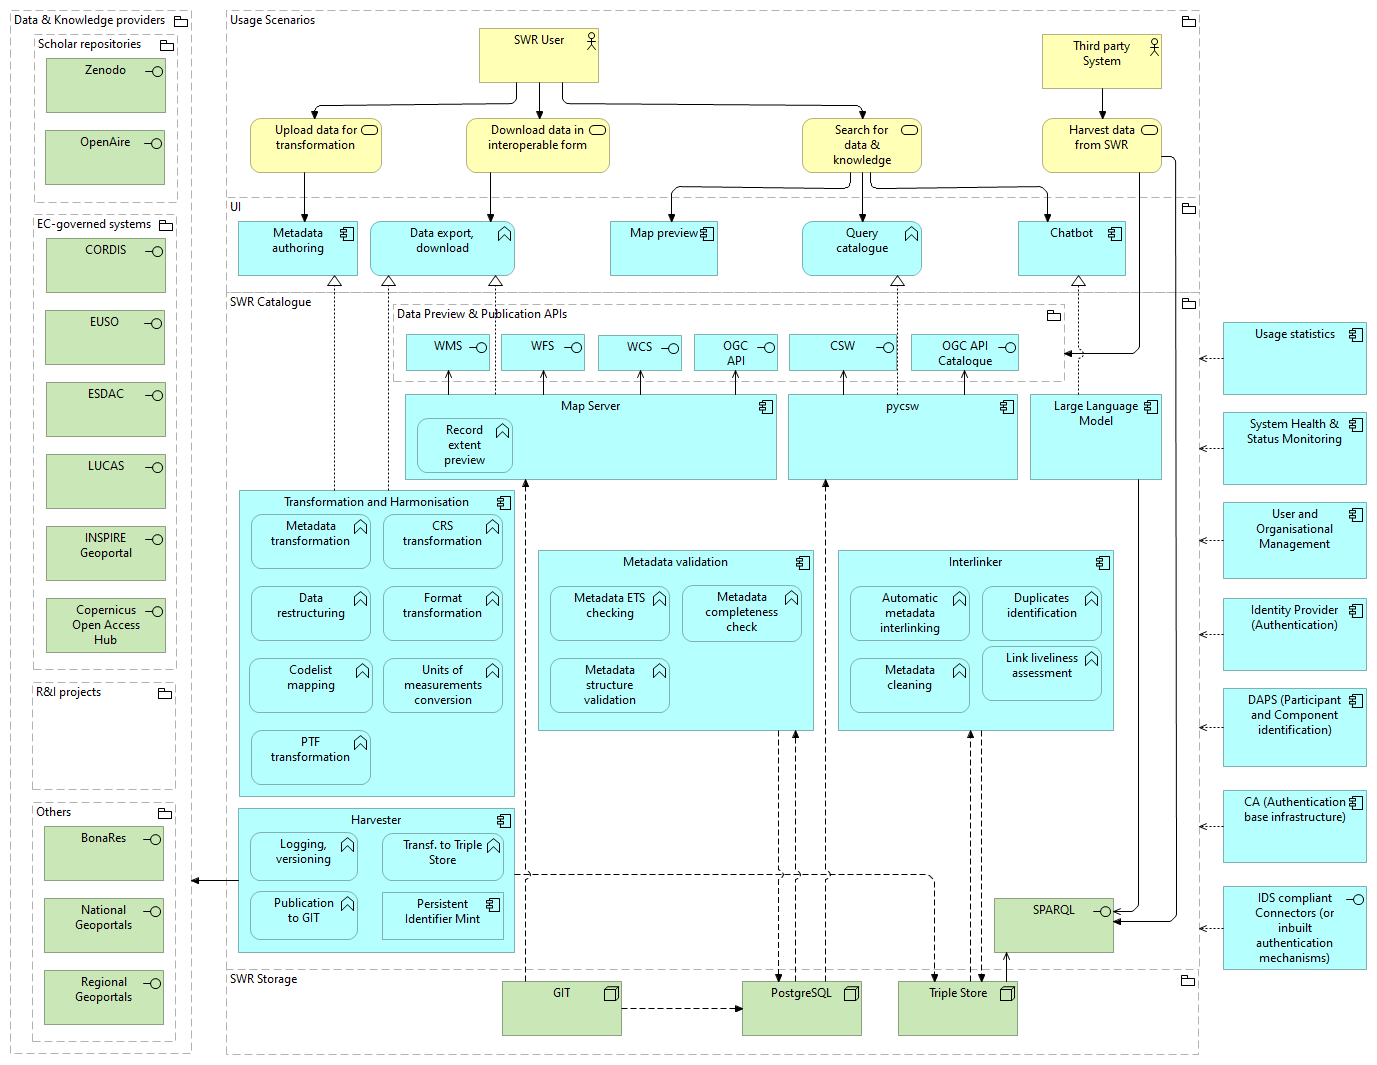 Data & Knowledge providers
Scholar repositories
Zenodo
OpenAire
EC-governed systems
CORDIS
EUSO
ESDAC
LUCAS
INSPIRE
Geoportal
Copernicus
Open Access
Hub
R&I projects
Others
BonaRes
National
Geoportals
Regional
Geoportals
Usage Scenarios
SWR User
Third party
System
Upload data for
transformation
Download data in
interoperable form
Search for
data &
knowledge
Harvest data
from SWR
UI
Metadata
authoring
Data export,
download
Map preview
Query
catalogue
Chatbot
SWR Catalogue
Data Preview & Publication APIs
WMS
WFS
WCS
OGC
API
CSW
OGC API
Catalogue
Map Server
Record
extent
preview
pycsw
Large Language
Model
Transformation and Harmonisation
Metadata
transformation
CRS
transformation
Data
restructuring
Format
transformation
Codelist
mapping
Units of
measurements
conversion
PTF
transformation
Metadata validation
Metadata ETS
checking
Metadata
completeness
check
Metadata
structure
validation
Interlinker
Automatic
metadata
interlinking
Duplicates
identification
Metadata
cleaning
Link liveliness
assessment
Harvester
Logging,
versioning
Transf. to Triple
Store
Publication
to GIT
Persistent
Identifier Mint
SPARQL
SWR Storage
GIT
PostgreSQL
Triple Store
Usage statistics
System Health &
Status Monitoring
User and
Organisational
Management
Identity Provider
(Authentication)
DAPS (Participant
and Component
identification)
CA (Authentication
base infrastructure)
IDS compliant
Connectors (or
inbuilt
authentication
mechanisms)